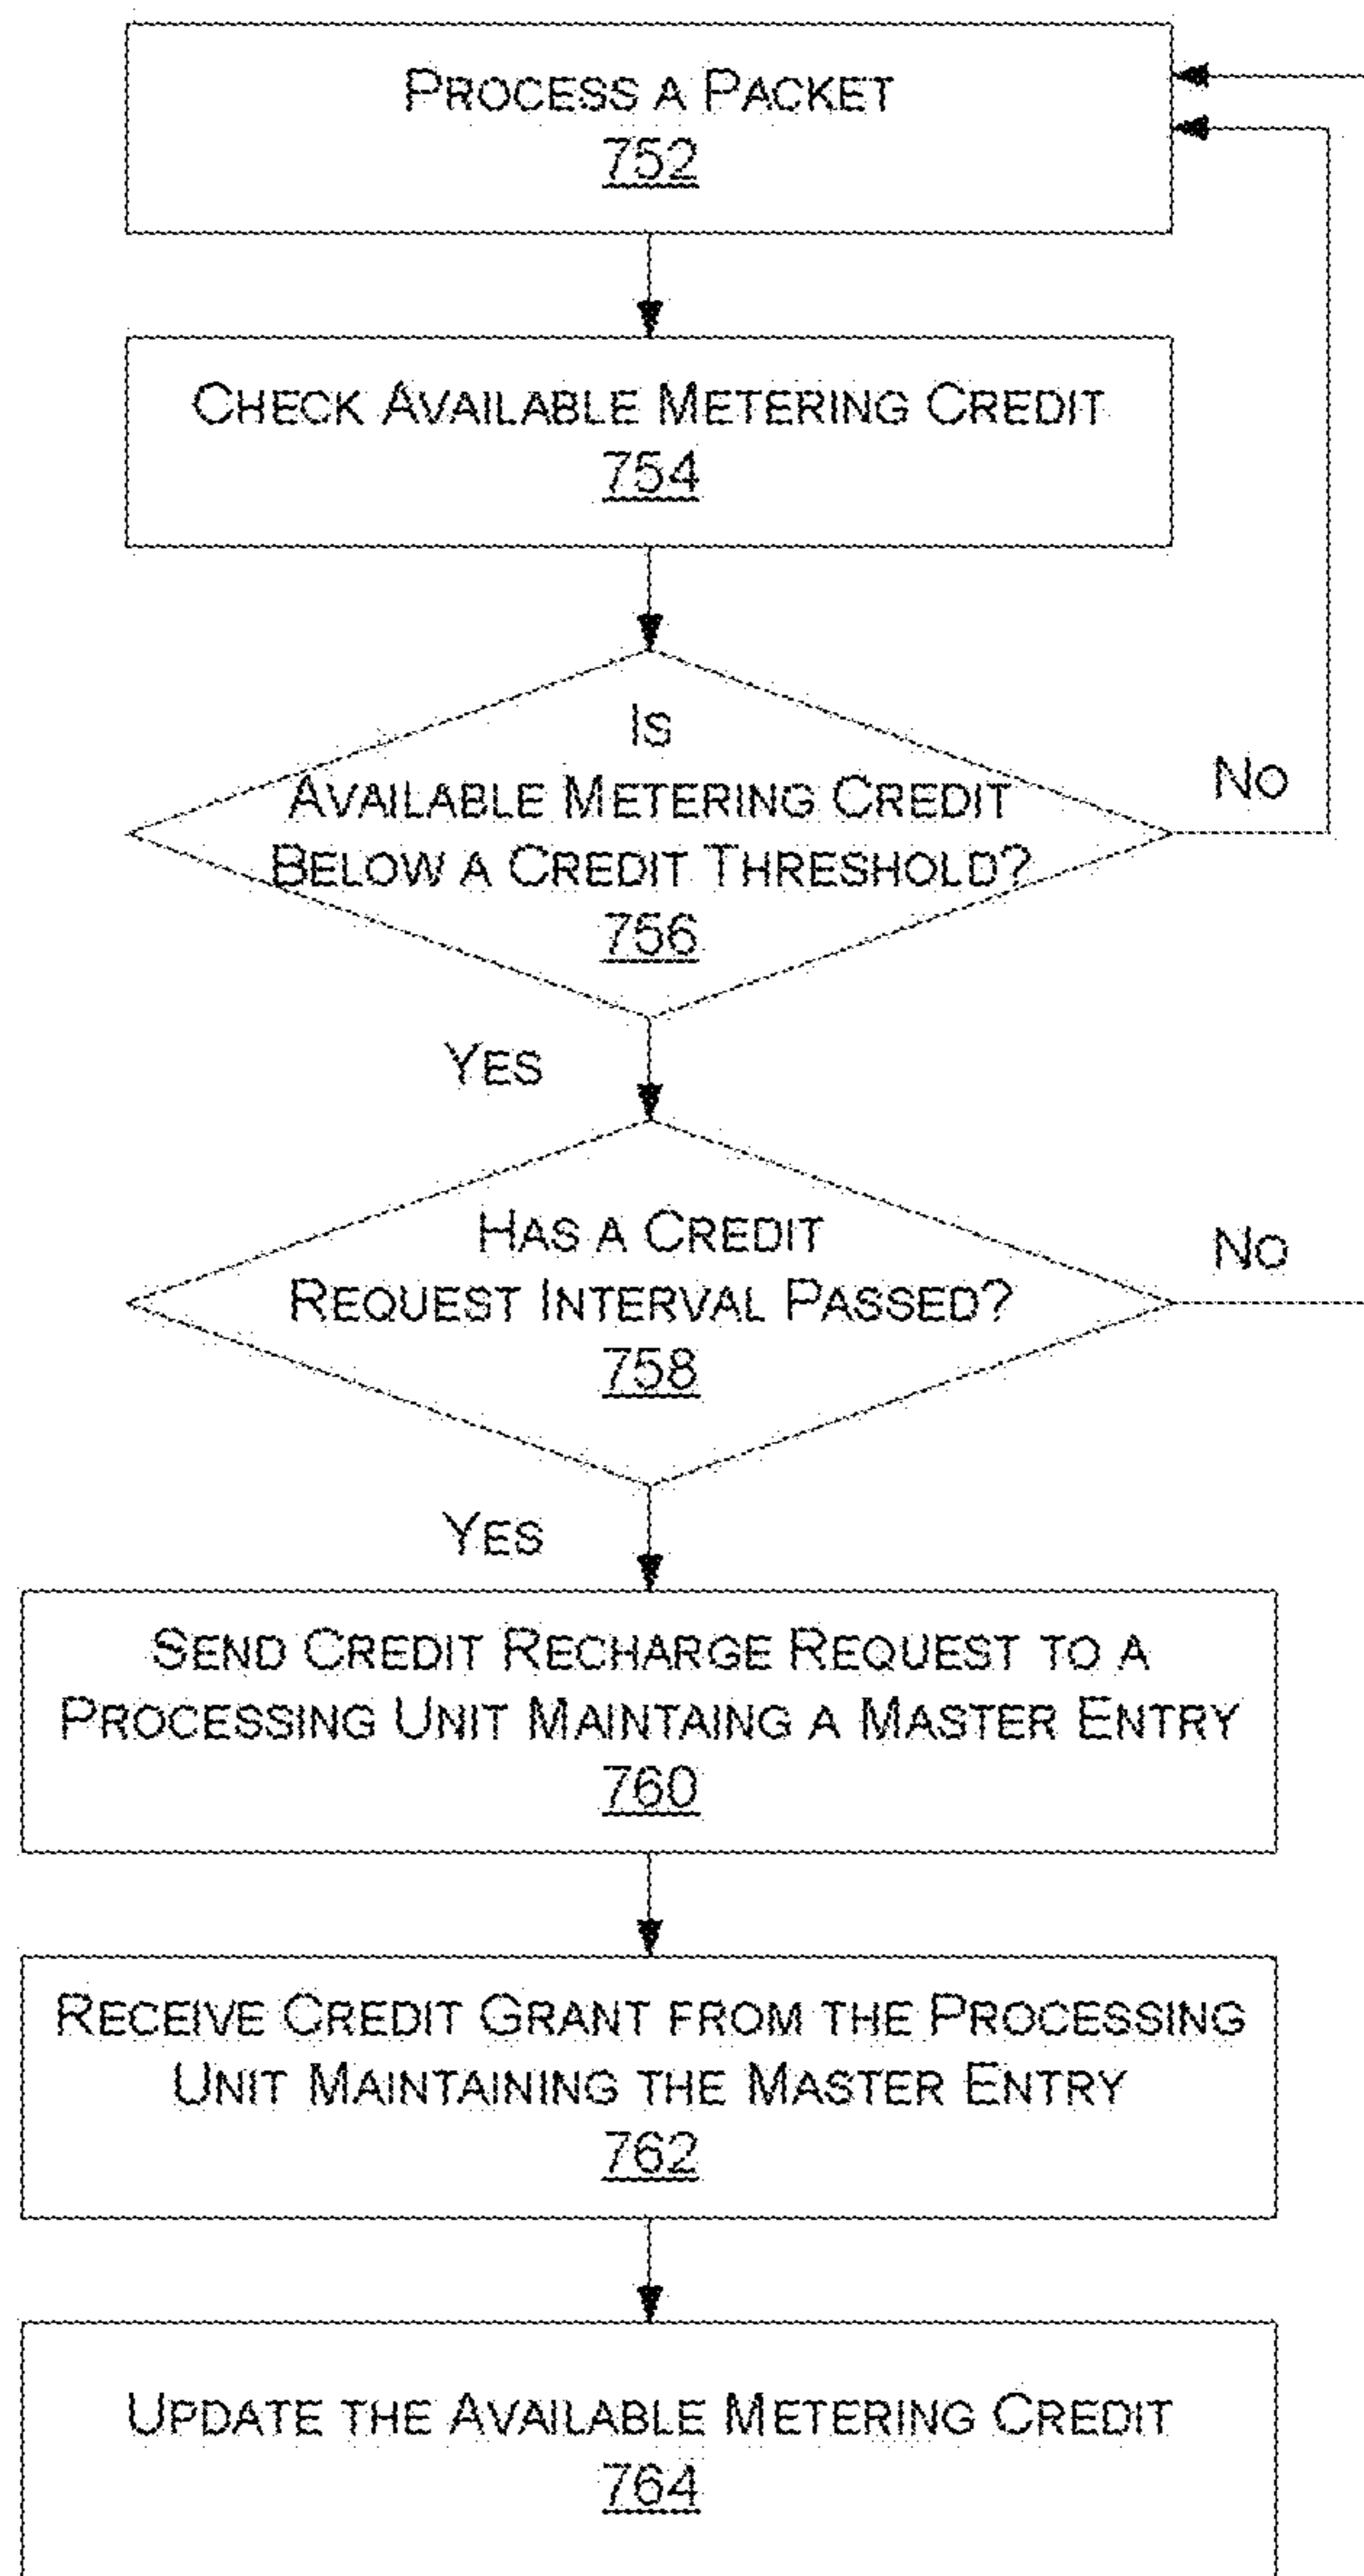 PROCESS A PACKET
752
CHECK AVAILABLE METERING CREDIT
754
IS
AVAILABLE METERING CREDIT
BELOW A CREDIT THRESHOLD?
756
NO
YES
HAS A CREDIT
REQUEST INTERVAL PASSED?
758
NO
YES
SEND CREDIT RECHARGE REQUEST TO A
PROCESSING UNIT MAINTAING A MASTER ENTRY
760
RECEIVE CREDIT GRANT FROM THE PROCESSING
UNIT MAINTAINING THE MASTER ENTRY
762
UPDATE THE AVAILABLE METERING CREDIT
764